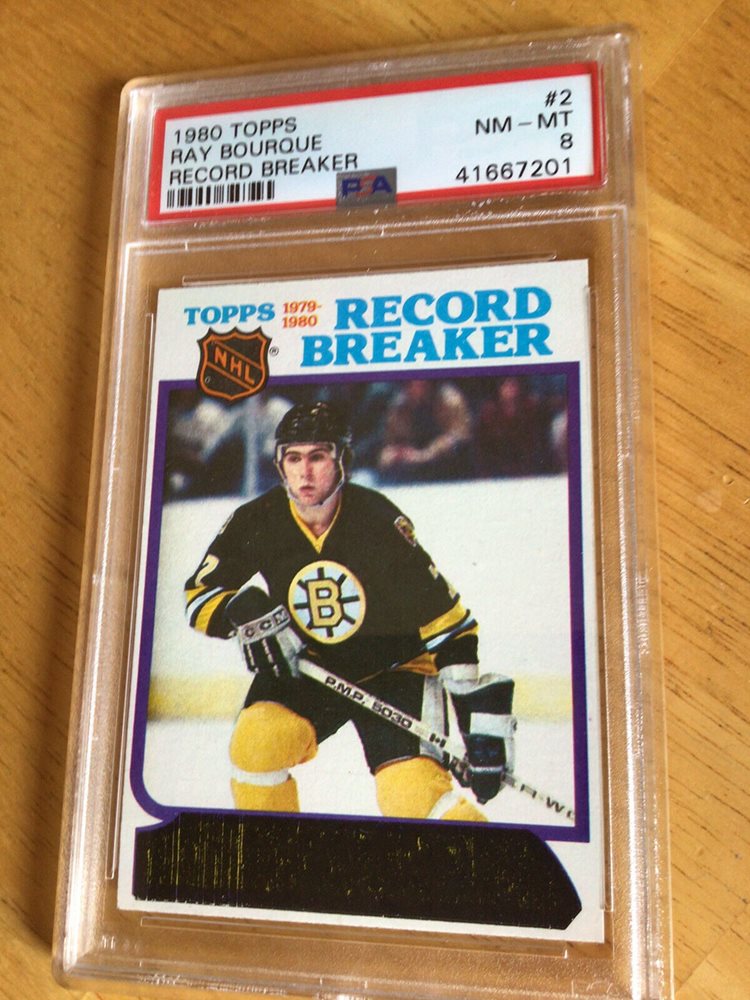 1980 TOPPS
RAY BOURQUE
RECORD BREAKER
#2
NM – MT
8
41667201
PSA
TOPPS 1979-1980 RECORD BREAKER
NHL
®
B
7
CCM
P.M.P. 5030